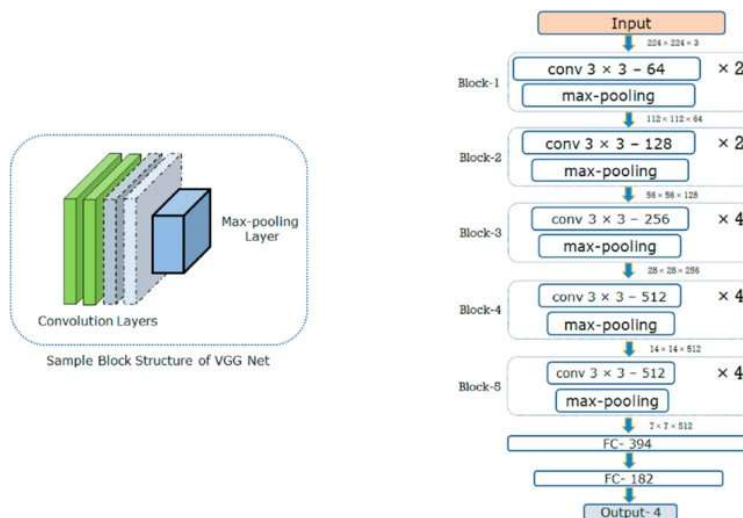 Max-pooling
Layer
Convolution Layers
Sample Block Structure of VGG Net
Input
224 × 224 × 3
Block-1
conv 3 × 3 – 64
× 2
max-pooling
112 × 112 × 64
Block-2
conv 3 × 3 – 128
× 2
max-pooling
56 × 56 × 128
Block-3
conv 3 × 3 – 256
× 4
max-pooling
28 × 28 × 256
Block-4
conv 3 × 3 – 512
× 4
max-pooling
14 × 14 × 512
Block-5
conv 3 × 3 – 512
× 4
max-pooling
7 × 7 × 512
FC- 394
FC- 182
Output- 4